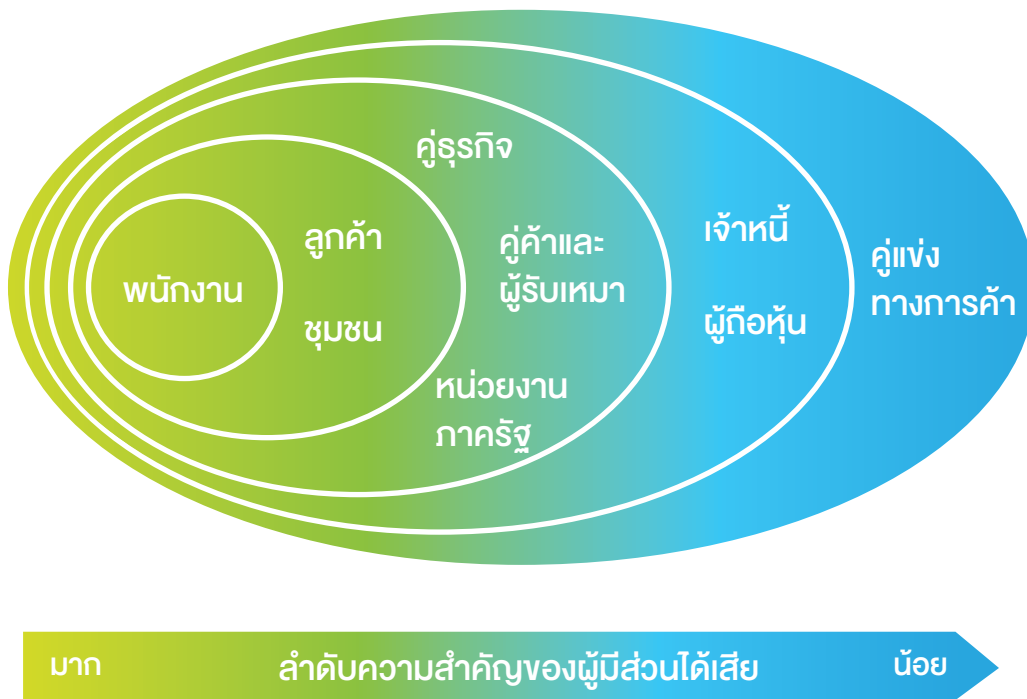 พนักงาน
ลูกค้า
ชุมชน
คู่ธุรกิจ
คู่ค้าและ
ผู้รับเหมา
หน่วยงาน
ภาครัฐ
เจ้าหนี้
ผู้ถือหุ้น
คู่แข่ง
ทางการค้า
มาก ลำดับความสำคัญของผู้มีส่วนได้เสีย น้อย